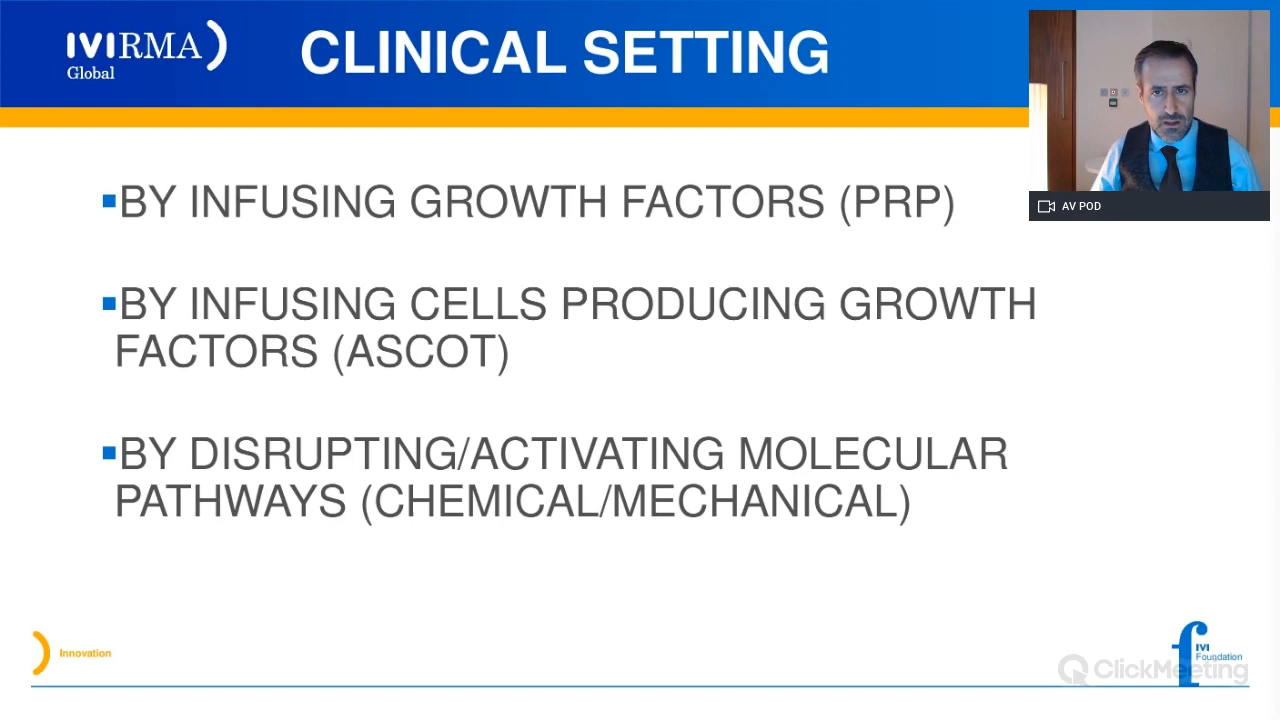 IVIRMA
Global
CLINICAL SETTING
AV POD
▪BY INFUSING GROWTH FACTORS (PRP)
▪BY INFUSING CELLS PRODUCING GROWTH
FACTORS (ASCOT)
▪BY DISRUPTING/ACTIVATING MOLECULAR
PATHWAYS (CHEMICAL/MECHANICAL)
Innovation
IVI
Foundation
ClickMeeting